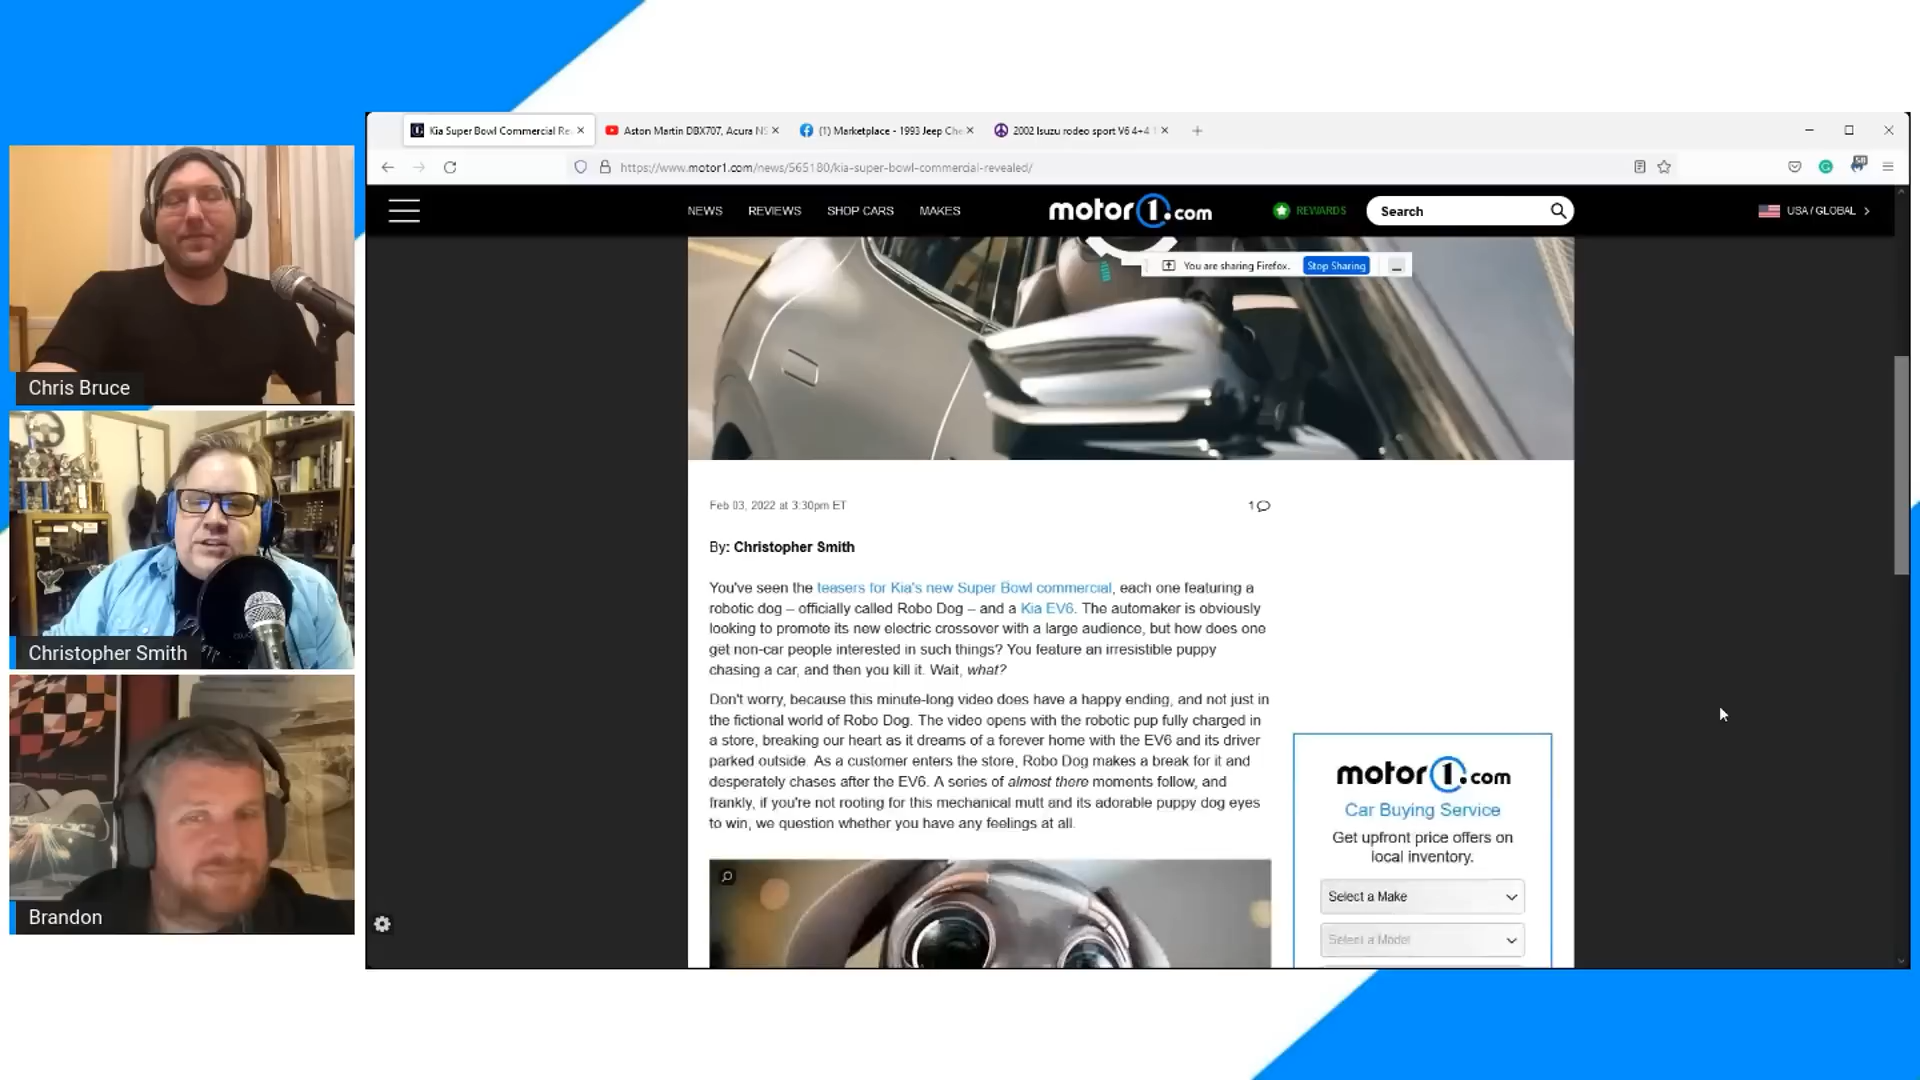 Kia Super Bowl Commercial Re
Aston Martin DBX707, Acura NS
(1) Marketplace - 1993 Jeep Che
2002 Isuzu rodeo sport V6 4+4
https://www.motor1.com/news/565180/kia-super-bowl-commercial-revealed/
NEWS
REVIEWS
SHOP CARS
MAKES
motor1.com
REWARDS
Search
USA / GLOBAL
You are sharing Firefox.
Stop Sharing
Chris Bruce
Christopher Smith
PORSCHE
Brandon
Feb 03, 2022 at 3:30pm ET
1
By: Christopher Smith
You've seen the teasers for Kia's new Super Bowl commercial, each one featuring a
robotic dog – officially called Robo Dog – and a Kia EV6. The automaker is obviously
looking to promote its new electric crossover with a large audience, but how does one
get non-car people interested in such things? You feature an irresistible puppy
chasing a car, and then you kill it. Wait, what?
Don't worry, because this minute-long video does have a happy ending, and not just in
the fictional world of Robo Dog. The video opens with the robotic pup fully charged in
a store, breaking our heart as it dreams of a forever home with the EV6 and its driver
parked outside. As a customer enters the store, Robo Dog makes a break for it and
desperately chases after the EV6. A series of almost there moments follow, and
frankly, if you're not rooting for this mechanical mutt and its adorable puppy dog eyes
to win, we question whether you have any feelings at all.
motor1.com
Car Buying Service
Get upfront price offers on
local inventory.
Select a Make
Select a Model